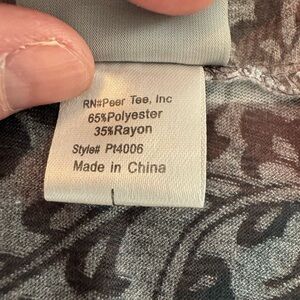 RN#Peer Tee, Inc
65%Polyester
35%Rayon
Style# Pt4006
Made in China